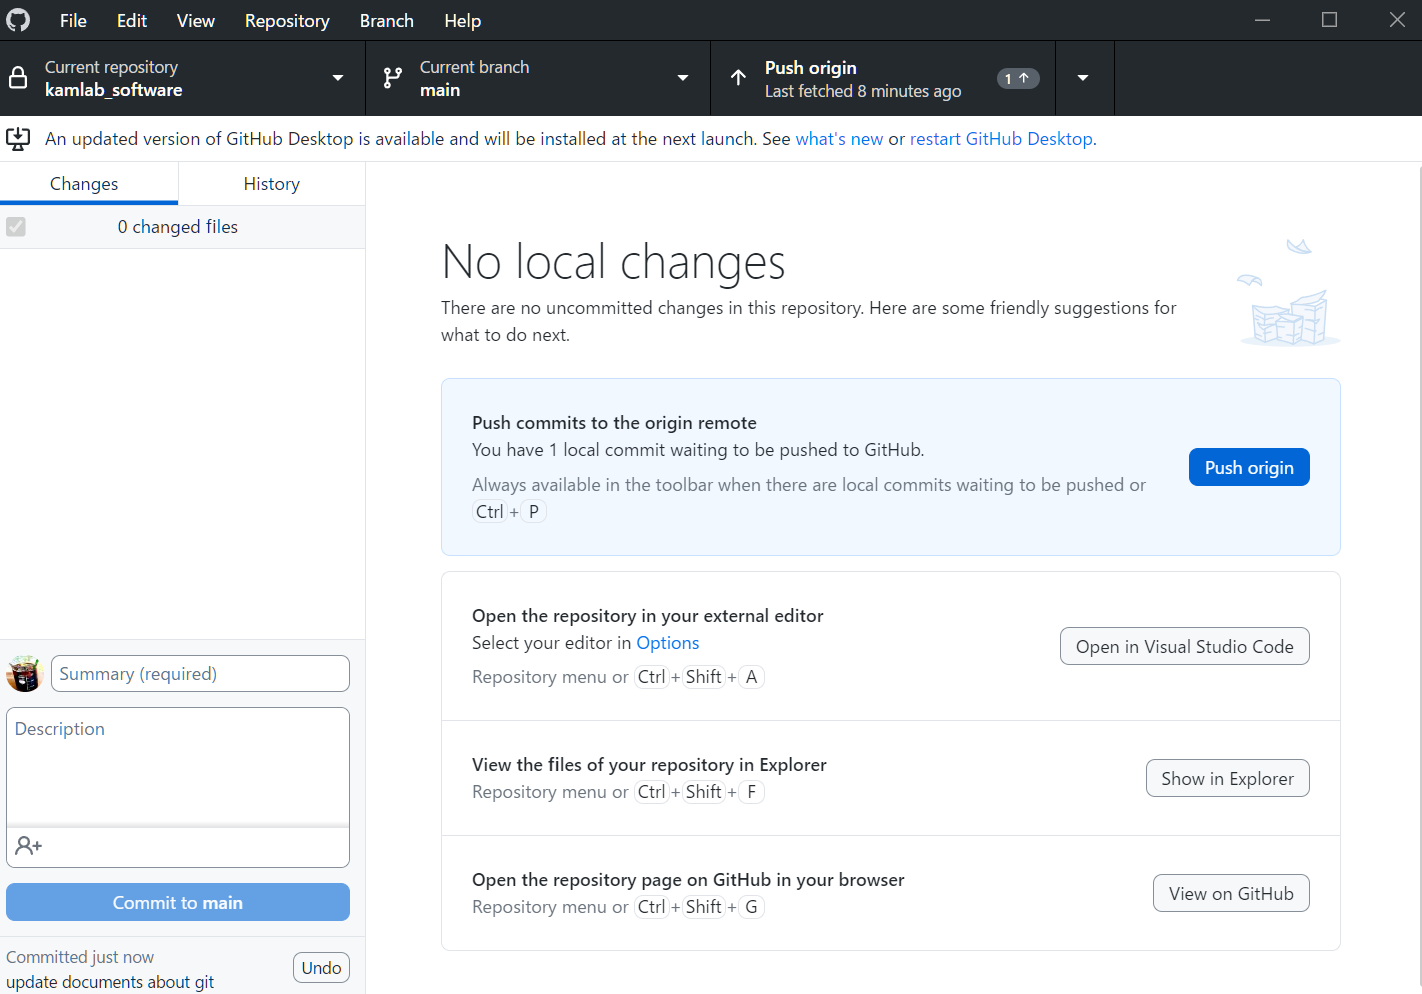 File Edit View Repository Branch Help
Current repository
kamlab_software
Current branch
main
Push origin
Last fetched 8 minutes ago
1
An updated version of GitHub Desktop is available and will be installed at the next launch. See what's new or restart GitHub Desktop.
Changes
History
0 changed files
No local changes
There are no uncommitted changes in this repository. Here are some friendly suggestions for
what to do next.
Push commits to the origin remote
You have 1 local commit waiting to be pushed to GitHub.
Always available in the toolbar when there are local commits waiting to be pushed or
Ctrl + P
Push origin
Open the repository in your external editor
Select your editor in Options
Repository menu or Ctrl + Shift + A
Open in Visual Studio Code
View the files of your repository in Explorer
Repository menu or Ctrl + Shift + F
Show in Explorer
Open the repository page on GitHub in your browser
Repository menu or Ctrl + Shift + G
View on GitHub
Summary (required)
Description
Commit to main
Committed just now
update documents about git
Undo